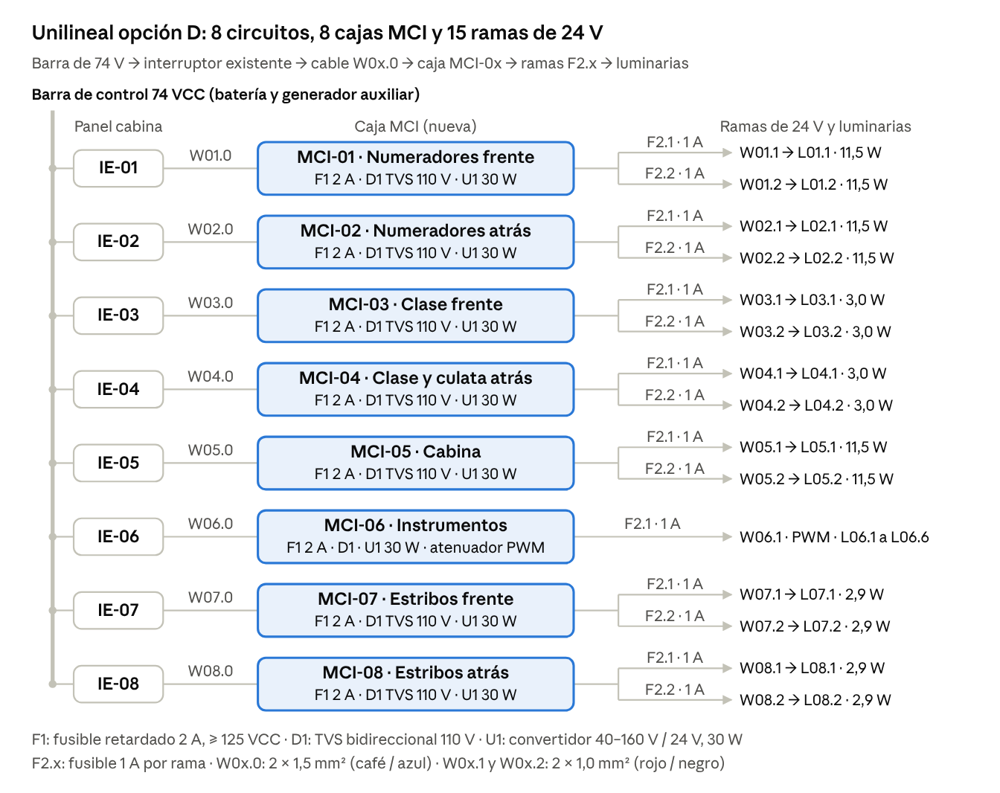 Unilineal opción D: 8 circuitos, 8 cajas MCI y 15 ramas de 24 V
Barra de 74 V → interruptor existente → cable W0x.0 → caja MCI-0x → ramas F2.x → luminarias
Barra de control 74 VCC (batería y generador auxiliar)
Panel cabina
Caja MCI (nueva)
Ramas de 24 V y luminarias
IE-01
W01.0
MCI-01 · Numeradores frente
F1 2 A · D1 TVS 110 V · U1 30 W
F2.1 · 1 A
W01.1 → L01.1 · 11,5 W
F2.2 · 1 A
W01.2 → L01.2 · 11,5 W
IE-02
W02.0
MCI-02 · Numeradores atrás
F1 2 A · D1 TVS 110 V · U1 30 W
F2.1 · 1 A
W02.1 → L02.1 · 11,5 W
F2.2 · 1 A
W02.2 → L02.2 · 11,5 W
IE-03
W03.0
MCI-03 · Clase frente
F1 2 A · D1 TVS 110 V · U1 30 W
F2.1 · 1 A
W03.1 → L03.1 · 3,0 W
F2.2 · 1 A
W03.2 → L03.2 · 3,0 W
IE-04
W04.0
MCI-04 · Clase y culata atrás
F1 2 A · D1 TVS 110 V · U1 30 W
F2.1 · 1 A
W04.1 → L04.1 · 3,0 W
F2.2 · 1 A
W04.2 → L04.2 · 3,0 W
IE-05
W05.0
MCI-05 · Cabina
F1 2 A · D1 TVS 110 V · U1 30 W
F2.1 · 1 A
W05.1 → L05.1 · 11,5 W
F2.2 · 1 A
W05.2 → L05.2 · 11,5 W
IE-06
W06.0
MCI-06 · Instrumentos
F1 2 A · D1 · U1 30 W · atenuador PWM
F2.1 · 1 A
W06.1 · PWM · L06.1 a L06.6
IE-07
W07.0
MCI-07 · Estribos frente
F1 2 A · D1 TVS 110 V · U1 30 W
F2.1 · 1 A
W07.1 → L07.1 · 2,9 W
F2.2 · 1 A
W07.2 → L07.2 · 2,9 W
IE-08
W08.0
MCI-08 · Estribos atrás
F1 2 A · D1 TVS 110 V · U1 30 W
F2.1 · 1 A
W08.1 → L08.1 · 2,9 W
F2.2 · 1 A
W08.2 → L08.2 · 2,9 W
F1: fusible retardado 2 A, ≥ 125 VCC · D1: TVS bidireccional 110 V · U1: convertidor 40–160 V / 24 V, 30 W
F2.x: fusible 1 A por rama · W0x.0: 2 × 1,5 mm² (café / azul) · W0x.1 y W0x.2: 2 × 1,0 mm² (rojo / negro)